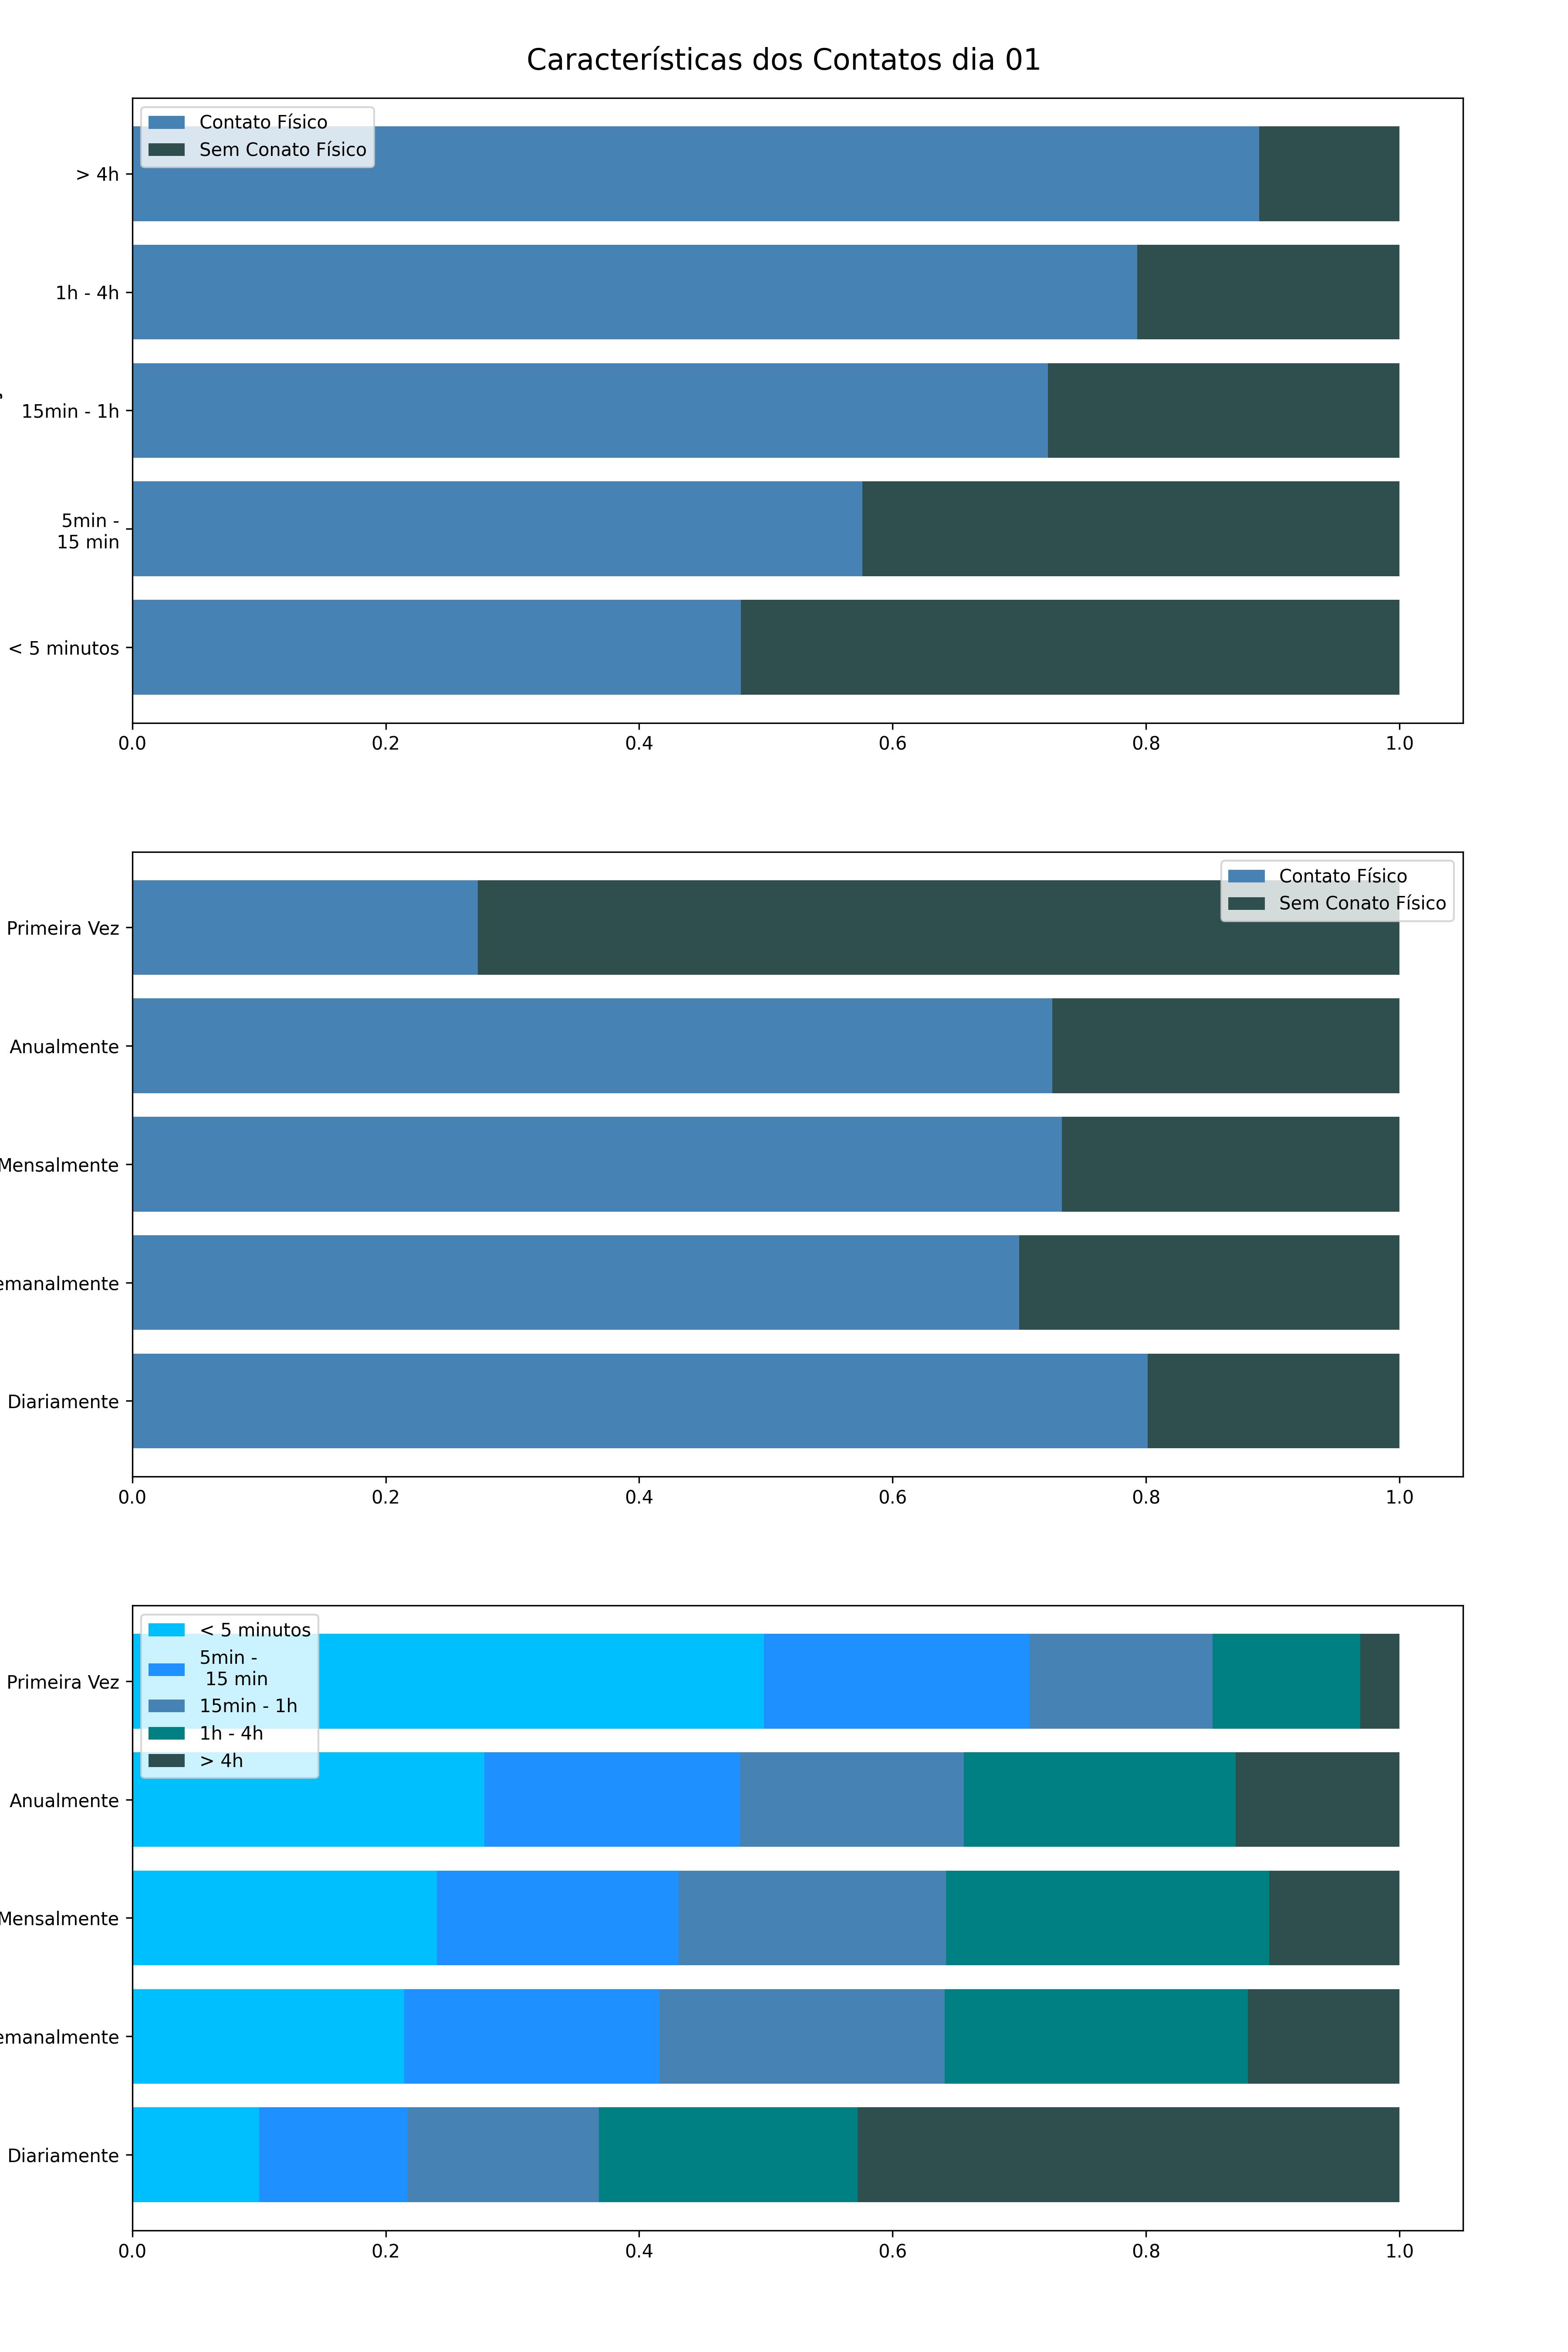 Características dos Contatos dia 01
Contato Físico
Sem Conato Físico
> 4h
1h - 4h
15min - 1h
5min -
15 min
< 5 minutos
0.0 0.2 0.4 0.6 0.8 1.0
Contato Físico
Sem Conato Físico
Primeira Vez
Anualmente
Mensalmente
emanalmente
Diariamente
0.0 0.2 0.4 0.6 0.8 1.0
< 5 minutos
5min -
15 min
15min - 1h
1h - 4h
> 4h
Primeira Vez
Anualmente
Mensalmente
emanalmente
Diariamente
0.0 0.2 0.4 0.6 0.8 1.0